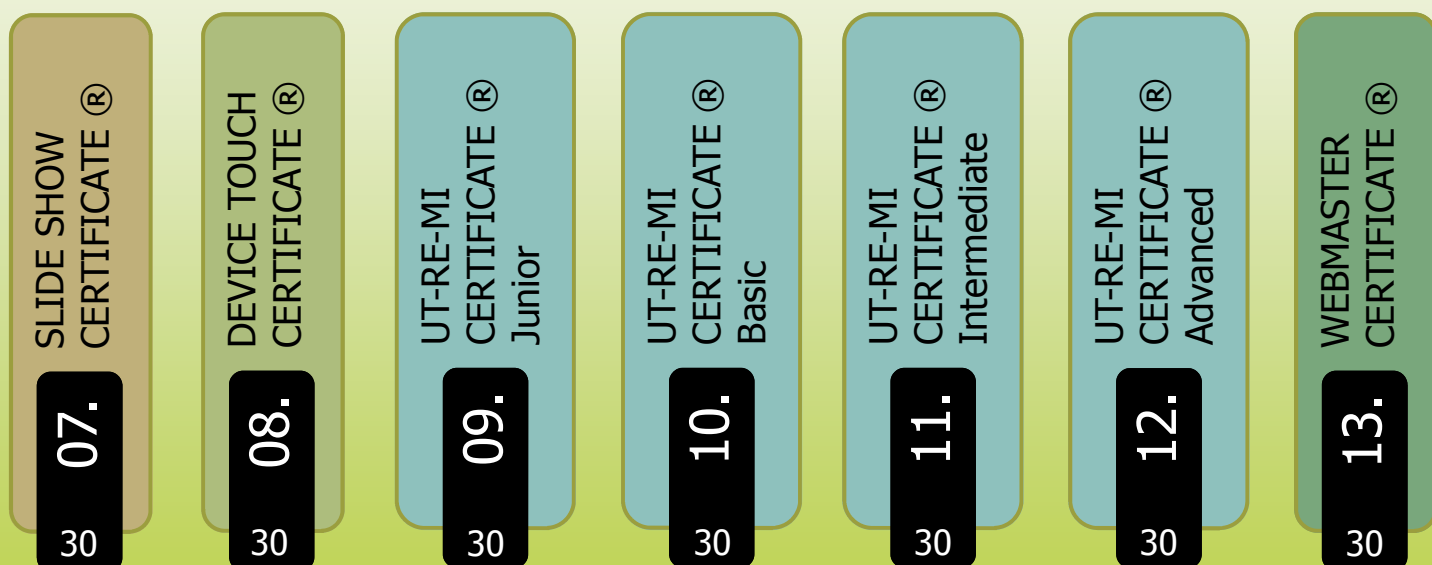 SLIDE SHOW
CERTIFICATE ®
07.
30
DEVICE TOUCH
CERTIFICATE ®
08.
30
UT-RE-MI
CERTIFICATE ®
Junior
09.
30
UT-RE-MI
CERTIFICATE ®
Basic
10.
30
UT-RE-MI
CERTIFICATE ®
Intermediate
11.
30
UT-RE-MI
CERTIFICATE ®
Advanced
12.
30
WEBMASTER
CERTIFICATE ®
13.
30